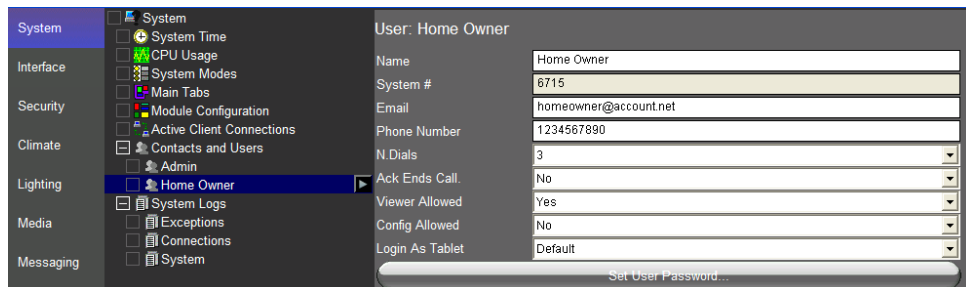 System
Interface
Security
Climate
Lighting
Media
Messaging
System
System Time
CPU Usage
System Modes
Main Tabs
Module Configuration
Active Client Connections
Contacts and Users
Admin
Home Owner
System Logs
Exceptions
Connections
System
User: Home Owner
Name Home Owner
System # 6715
Email homeowner@account.net
Phone Number 1234567890
N.Dials 3
Ack Ends Call. No
Viewer Allowed Yes
Config Allowed No
Login As Tablet Default
Set User Password...